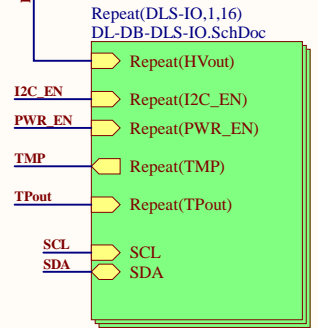 Repeat(DLS-IO,1,16)
DL-DB-DLS-IO.SchDoc
Repeat(HVout)
I2C_EN
Repeat(I2C_EN)
PWR_EN
Repeat(PWR_EN)
TMP
Repeat(TMP)
TPout
Repeat(TPout)
SCL
SCL
SDA
SDA